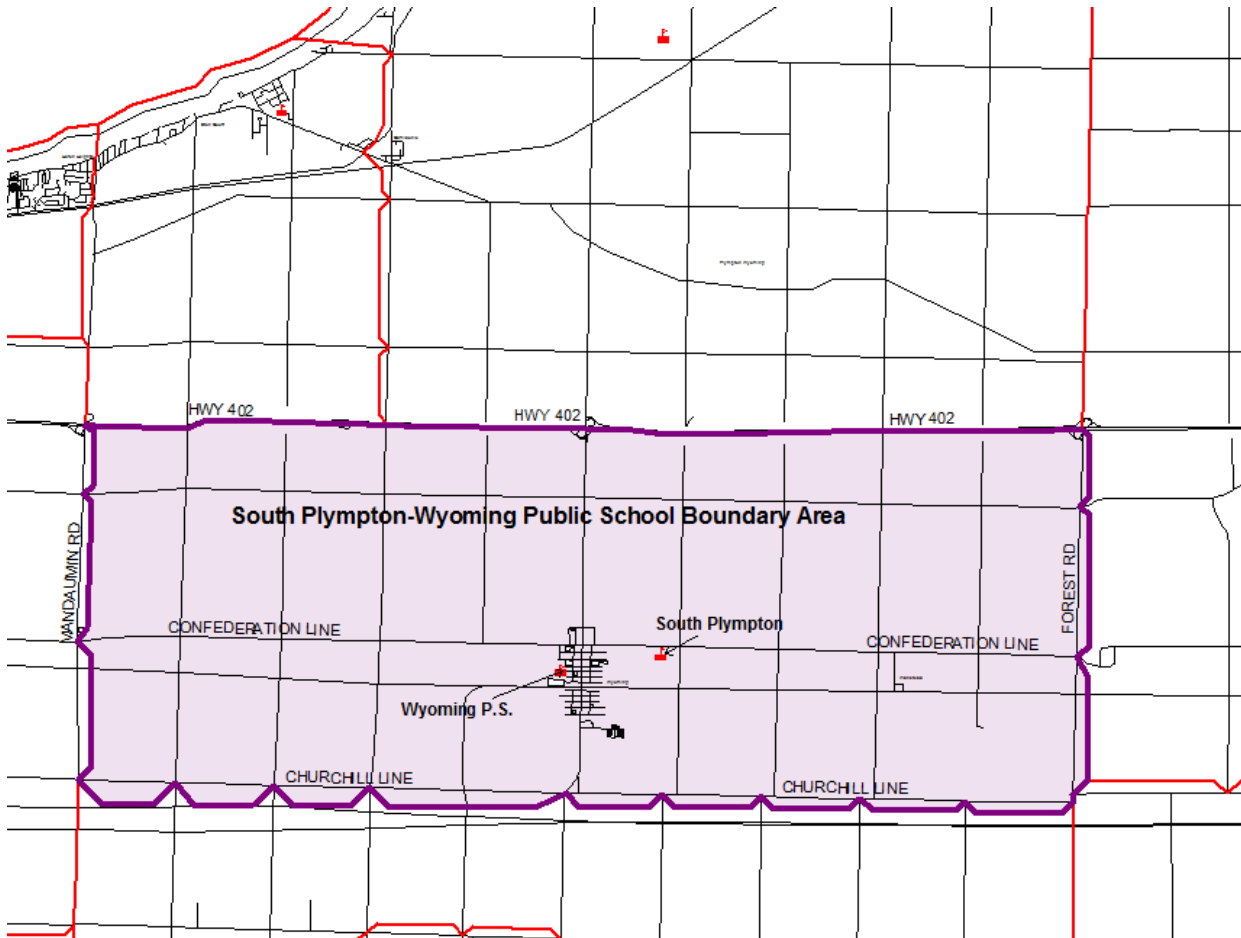 HWY 402
HWY 402
HWY 402
South Plympton-Wyoming Public School Boundary Area
MANDAUMIN RD
FOREST RD
CONFEDERATION LINE
South Plympton
CONFEDERATION LINE
Wyoming P.S.
CHURCHILL LINE
CHURCHILL LINE